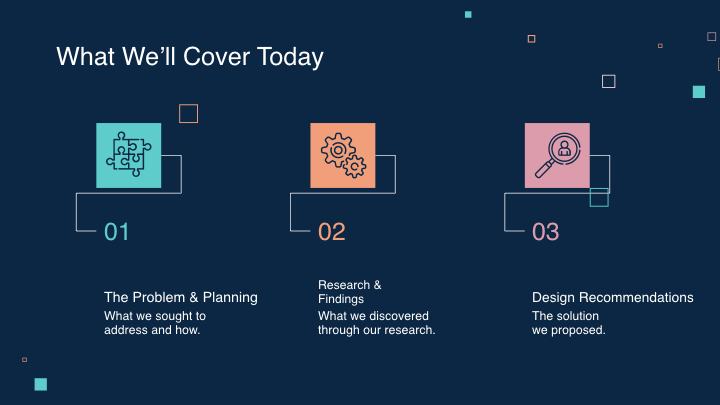 What We’ll Cover Today
01
The Problem & Planning
What we sought to
address and how.
02
Research &
Findings
What we discovered
through our research.
03
Design Recommendations
The solution
we proposed.